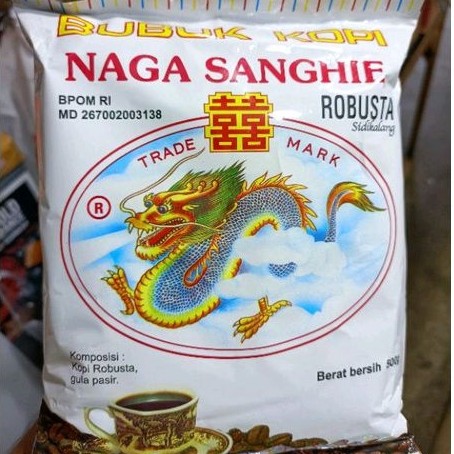 BUBUK KOPI
NAGA SANGHIE
BPOM RI
MD 267002003138
ROBUSTA
Sidikalang
囍
TRADE MARK
®
Komposisi :
Kopi Robusta,
gula pasir.
Berat bersih 500g